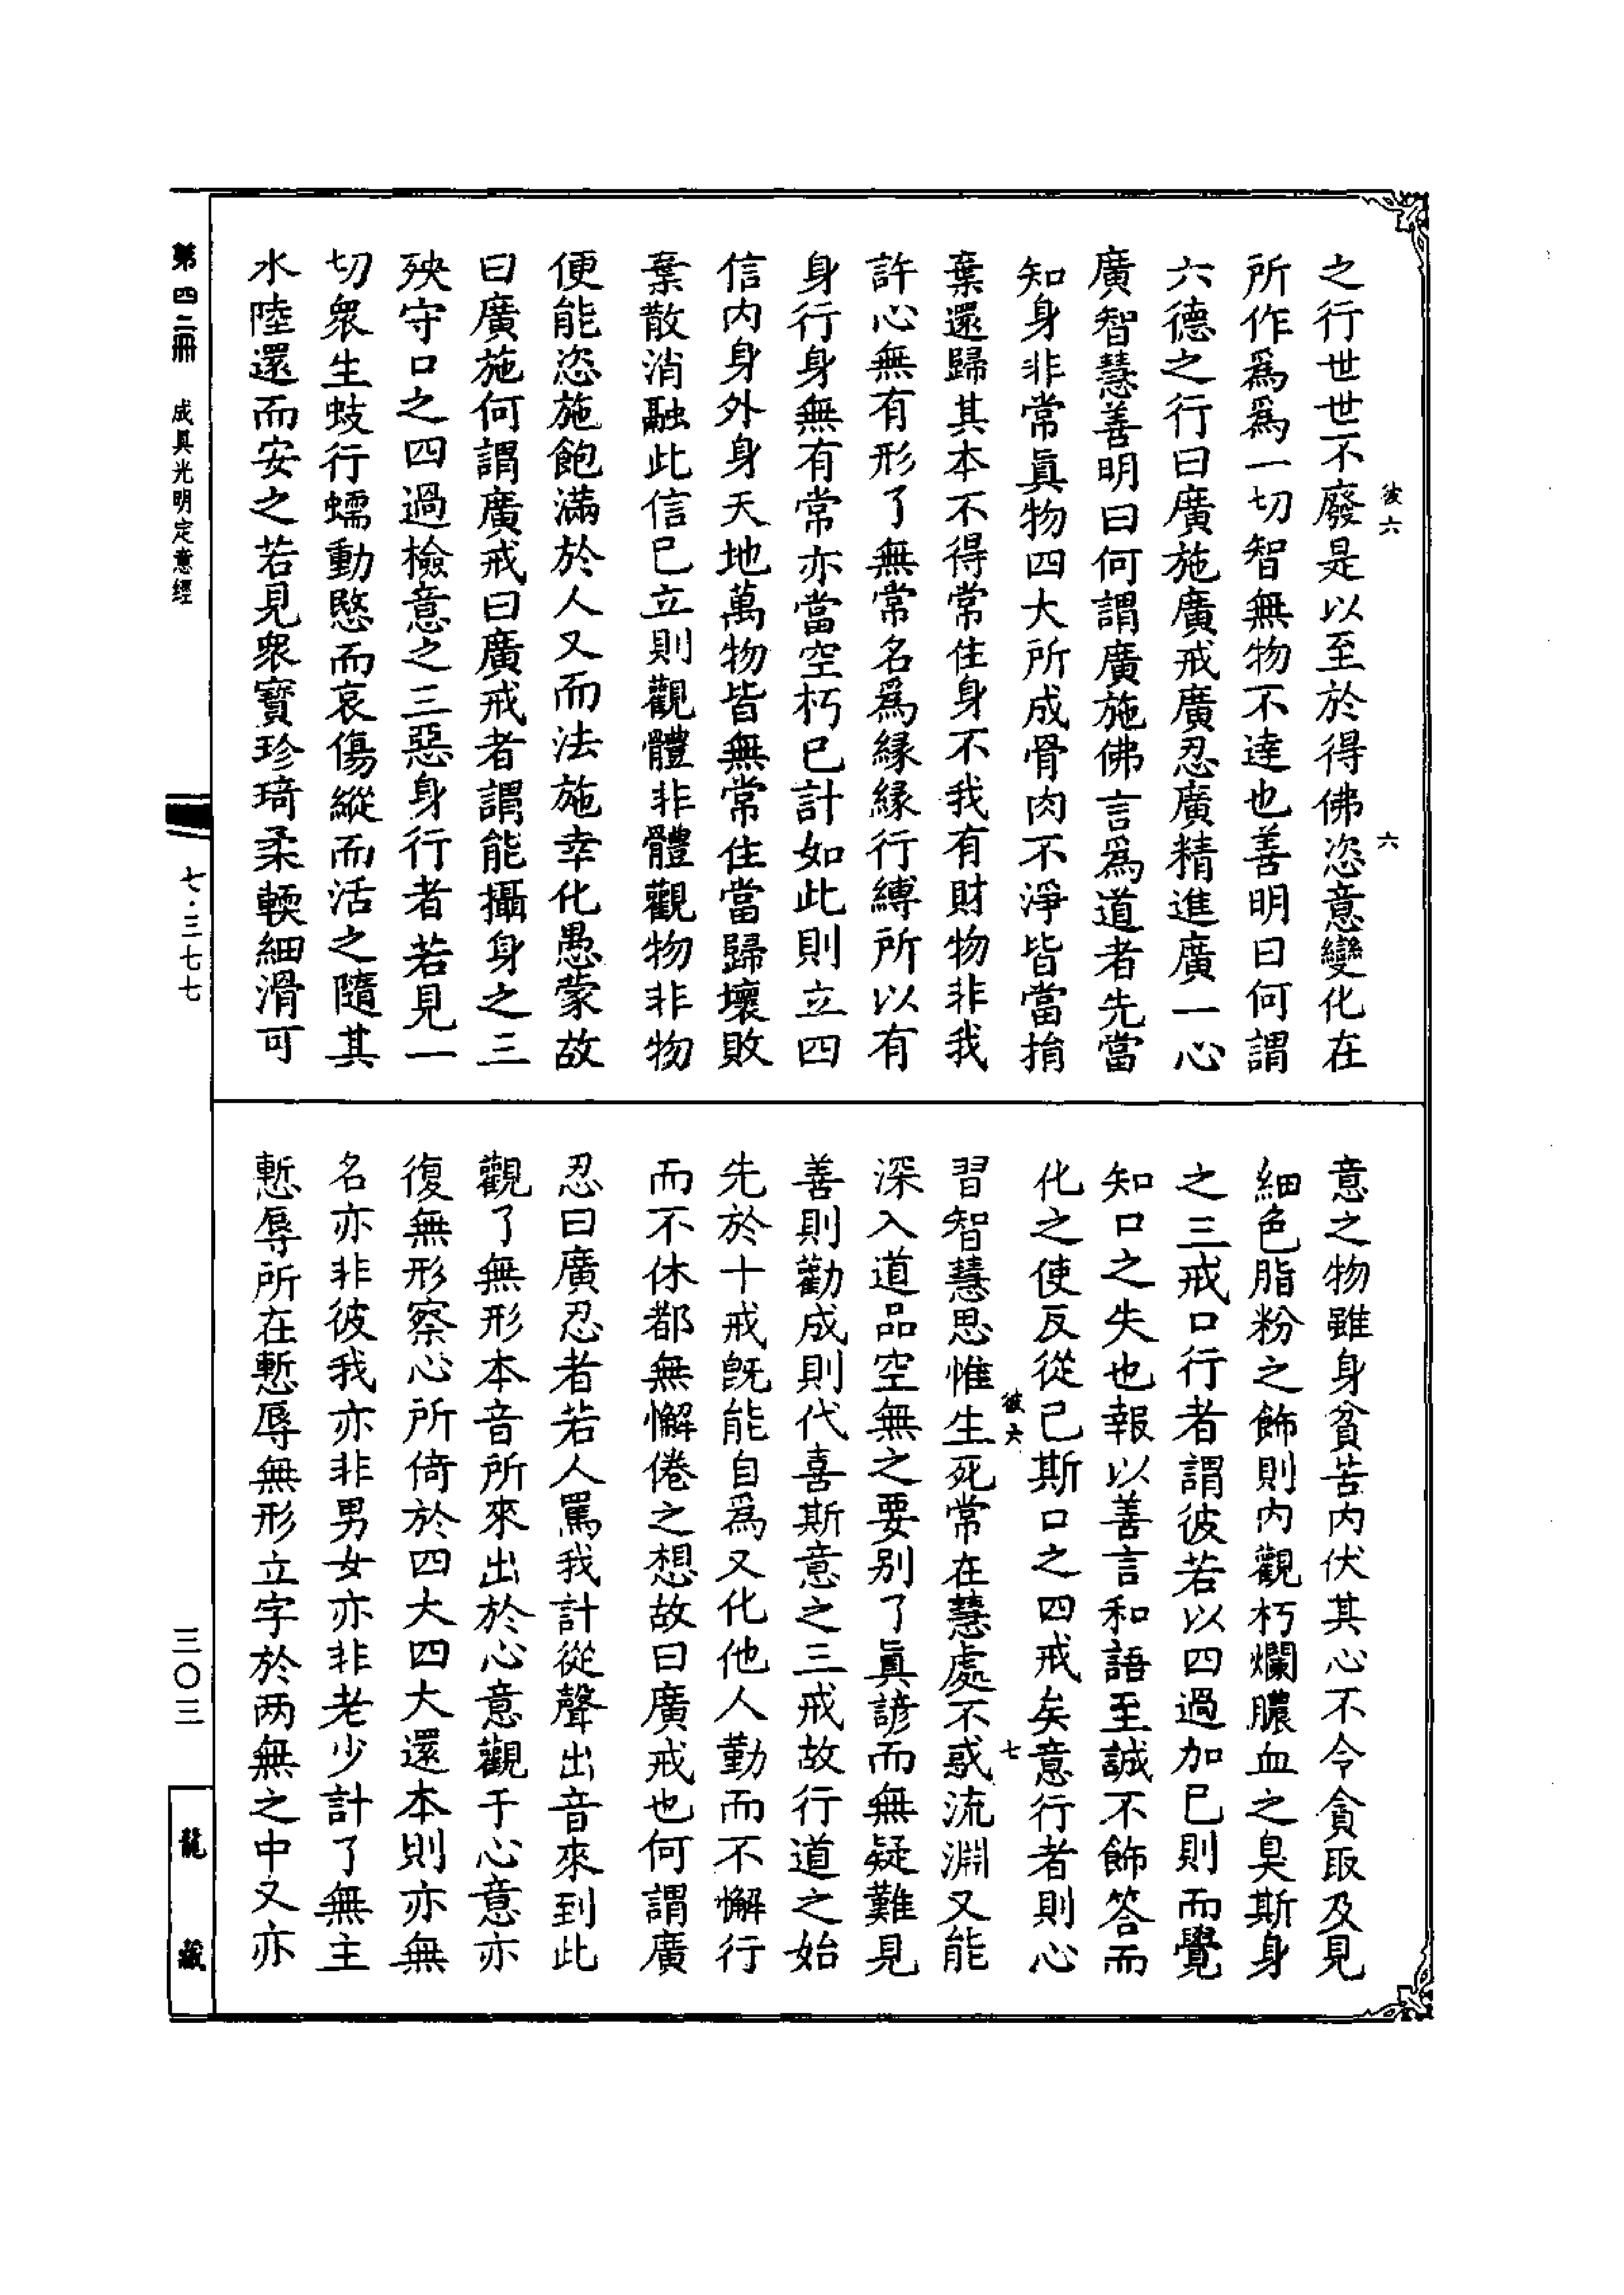 彼六
六
之行世世不廢是以至於得佛恣意變化在
所作爲爲一切智無物不達也善明曰何謂
六德之行曰廣施廣戒廣忍廣精進廣一心
廣智慧善明曰何謂廣施佛言爲道者先當
知身非常眞物四大所成骨肉不淨皆當捐
棄還歸其本不得常住身不我有財物非我
許心無有形了無常名爲縁縁行縛所以有
身行身無有常亦當空朽已計如此則立四
信内身外身天地萬物皆無常住當歸壞敗
棄散消融此信已立則觀體非體觀物非物
便能恣施飽滿於人又而法施幸化愚蒙故
曰廣施何謂廣戒曰廣戒者謂能攝身之三
殃守口之四過檢意之三惡身行者若見一
切衆生蚑行蠕動愍而哀傷縱而活之隨其
水陸還而安之若見衆寶珍琦柔輭細滑可
意之物雖身貧苦内伏其心不令貪取及見
細色脂粉之飾則内觀朽爛膿血之臭斯身
之三戒口行者謂彼若以四過加已則而覺
知口之失也報以善言和語至誠不飾答而
化之使反從已斯口之四戒矣意行者則心
彼六
七
習智慧思惟生死常在慧處不惑流淵又能
深入道品空無之要别了眞諦而無疑難見
善則勸成則代喜斯意之三戒故行道之始
先於十戒旣能自爲又化他人勤而不懈行
而不休都無懈倦之想故曰廣戒也何謂廣
忍曰廣忍者若人罵我計從聲出音來到此
觀了無形本音所來出於心意觀于心意亦
復無形察心所倚於四大四大還本則亦無
名亦非彼我亦非男女亦非老少計了無主
慙辱所在慙辱無形立字於两無之中又亦
第四三冊　成具光明定意經
七·三七七
三〇三
龍藏